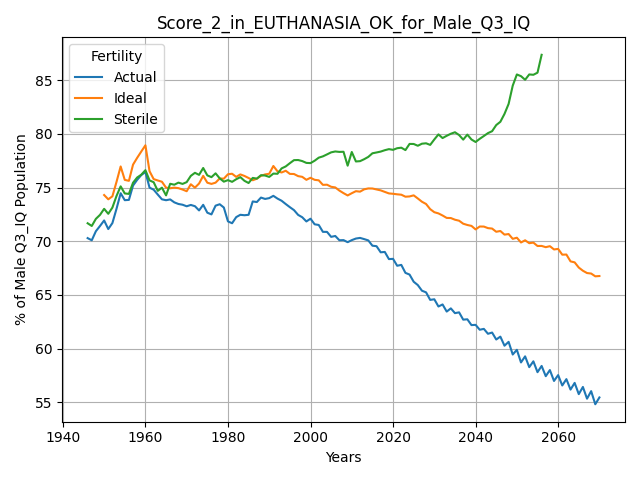 Score_2_in_EUTHANASIA_OK_for_Male_Q3_IQ
Fertility
Actual
Ideal
Sterile
% of Male Q3_IQ Population
85
80
75
70
65
60
55
1940
1960
1980
2000
2020
2040
2060
Years